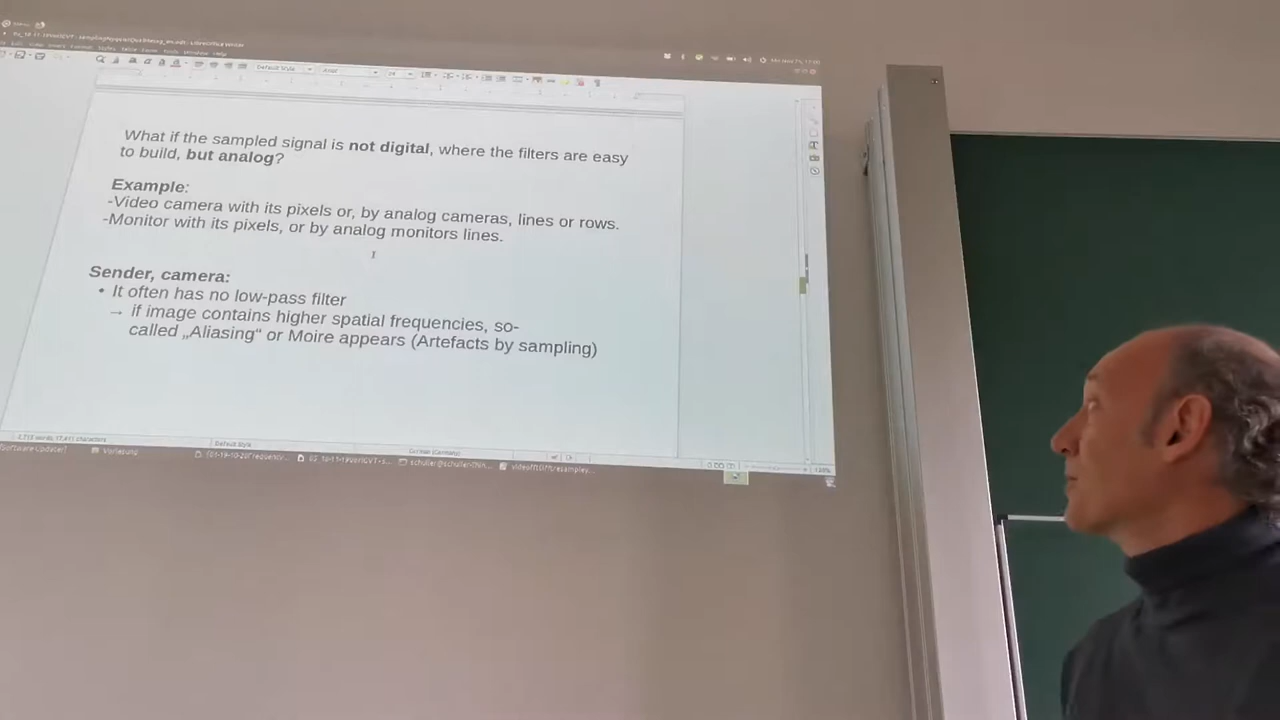 What if the sampled signal is not digital, where the filters are easy
to build, but analog?
Example:
-Video camera with its pixels or, by analog cameras, lines or rows.
-Monitor with its pixels, or by analog monitors lines.
Sender, camera:
• It often has no low-pass filter
→ if image contains higher spatial frequencies, so-
called „Aliasing“ or Moire appears (Artefacts by sampling)
Default Style